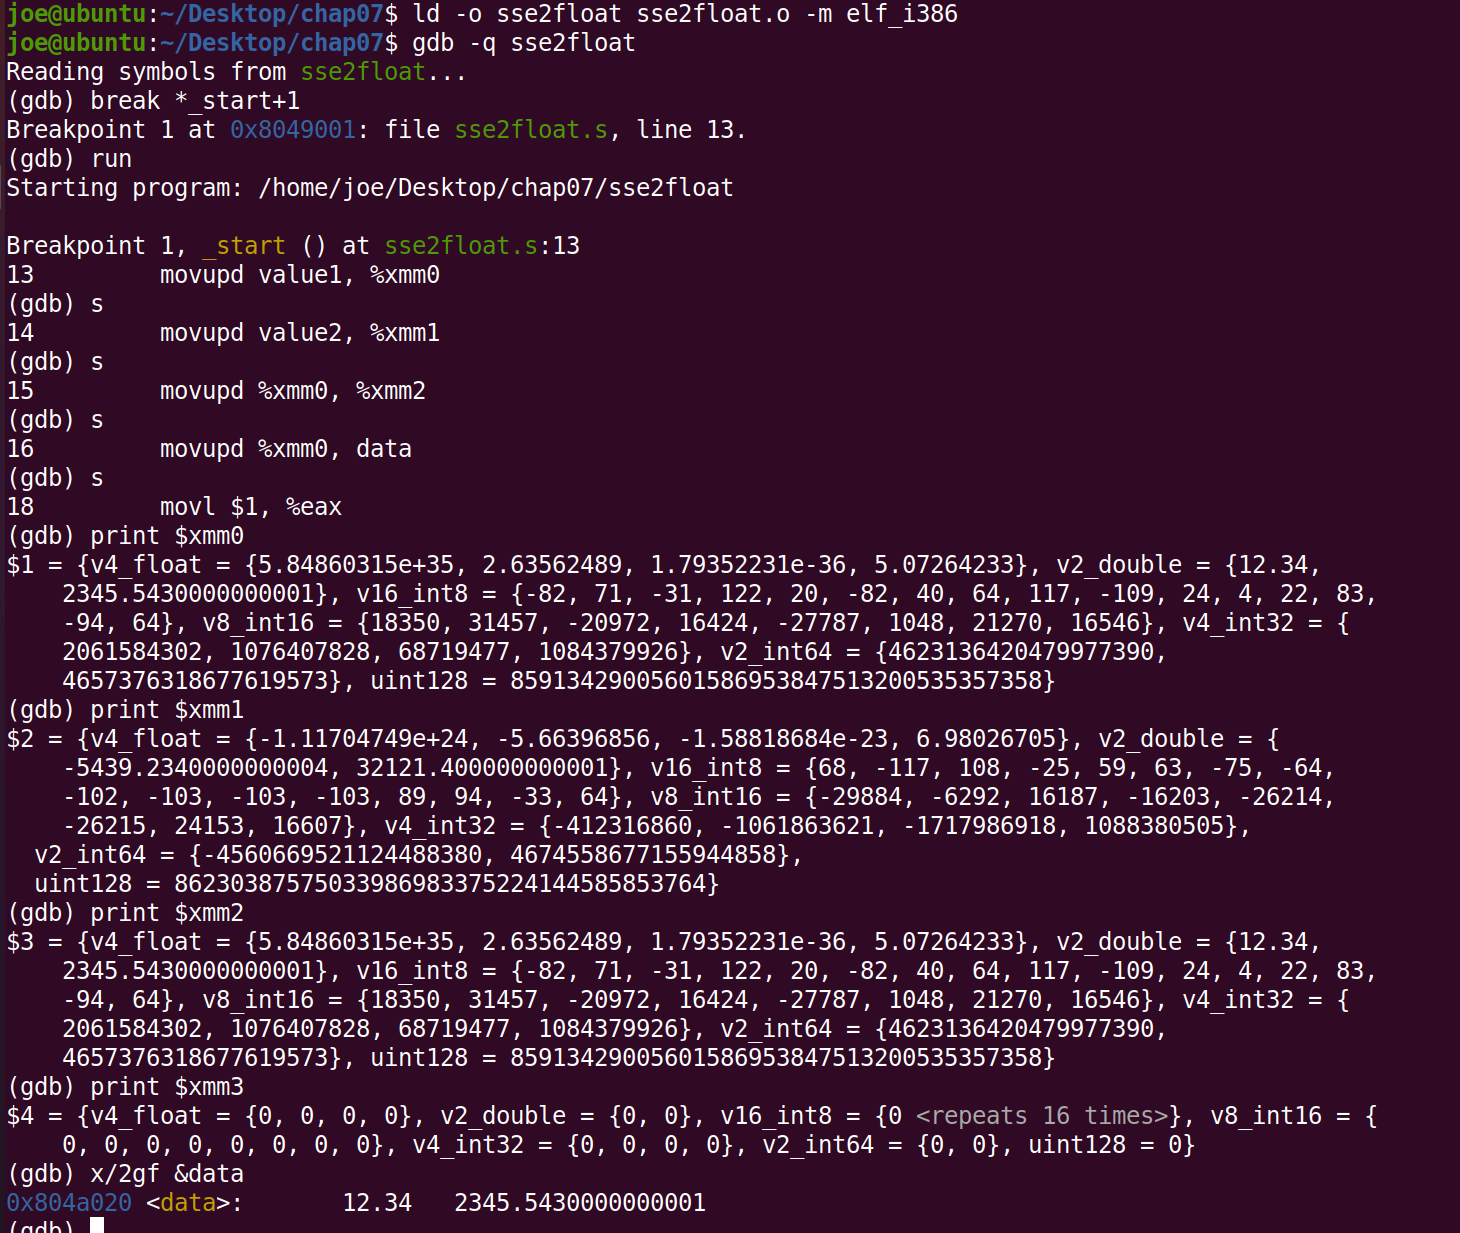 joe@ubuntu:~/Desktop/chap07$ ld -o sse2float sse2float.o -m elf_i386
joe@ubuntu:~/Desktop/chap07$ gdb -q sse2float
Reading symbols from sse2float...
(gdb) break *_start+1
Breakpoint 1 at 0x8049001: file sse2float.s, line 13.
(gdb) run
Starting program: /home/joe/Desktop/chap07/sse2float

Breakpoint 1, _start () at sse2float.s:13
13         movupd value1, %xmm0
(gdb) s
14         movupd value2, %xmm1
(gdb) s
15         movupd %xmm0, %xmm2
(gdb) s
16         movupd %xmm0, data
(gdb) s
18         movl $1, %eax
(gdb) print $xmm0
$1 = {v4_float = {5.84860315e+35, 2.63562489, 1.79352231e-36, 5.07264233}, v2_double = {12.34,
    2345.5430000000001}, v16_int8 = {-82, 71, -31, 122, 20, -82, 40, 64, 117, -109, 24, 4, 22, 83,
    -94, 64}, v8_int16 = {18350, 31457, -20972, 16424, -27787, 1048, 21270, 16546}, v4_int32 = {
    2061584302, 1076407828, 68719477, 1084379926}, v2_int64 = {4623136420479977390,
    4657376318677619573}, uint128 = 85913429005601586953847513200535357358}
(gdb) print $xmm1
$2 = {v4_float = {-1.11704749e+24, -5.66396856, -1.58818684e-23, 6.98026705}, v2_double = {
    -5439.2340000000004, 32121.400000000001}, v16_int8 = {68, -117, 108, -25, 59, 63, -75, -64,
    -102, -103, -103, -103, 89, 94, -33, 64}, v8_int16 = {-29884, -6292, 16187, -16203, -26214,
    -26215, 24153, 16607}, v4_int32 = {-412316860, -1061863621, -1717986918, 1088380505},
  v2_int64 = {-4560669521124488380, 4674558677155944858},
  uint128 = 86230387575033986983375224144585853764}
(gdb) print $xmm2
$3 = {v4_float = {5.84860315e+35, 2.63562489, 1.79352231e-36, 5.07264233}, v2_double = {12.34,
    2345.5430000000001}, v16_int8 = {-82, 71, -31, 122, 20, -82, 40, 64, 117, -109, 24, 4, 22, 83,
    -94, 64}, v8_int16 = {18350, 31457, -20972, 16424, -27787, 1048, 21270, 16546}, v4_int32 = {
    2061584302, 1076407828, 68719477, 1084379926}, v2_int64 = {4623136420479977390,
    4657376318677619573}, uint128 = 85913429005601586953847513200535357358}
(gdb) print $xmm3
$4 = {v4_float = {0, 0, 0, 0}, v2_double = {0, 0}, v16_int8 = {0 <repeats 16 times>}, v8_int16 = {
    0, 0, 0, 0, 0, 0, 0, 0}, v4_int32 = {0, 0, 0, 0}, v2_int64 = {0, 0}, uint128 = 0}
(gdb) x/2gf &data
0x804a020 <data>:       12.34   2345.5430000000001
(gdb)